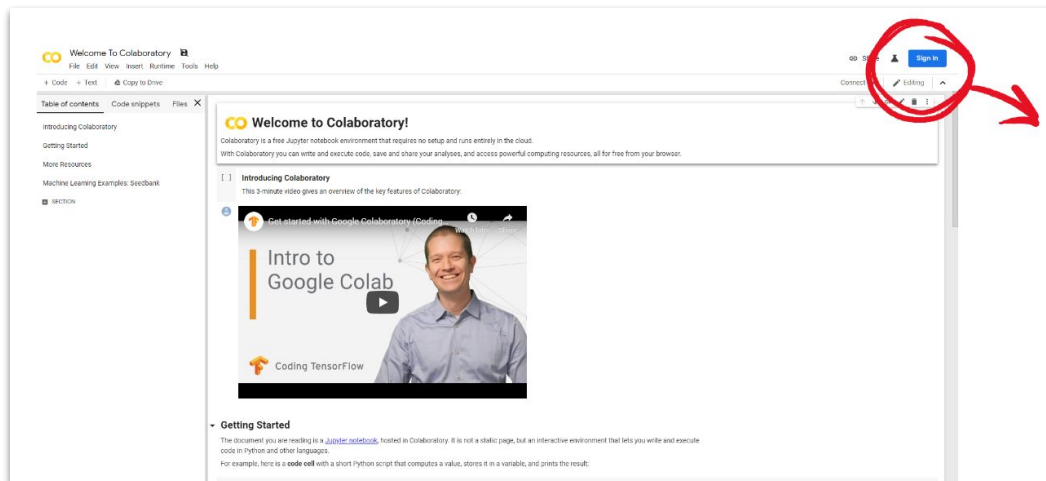 Welcome To Colaboratory
File Edit View Insert Runtime Tools Help
Sign in
+ Code + Text Copy to Drive
Connect
Editing
Table of contents Code snippets Files X
Introducing Colaboratory
Getting Started
More Resources
Machine Learning Examples: Seedbank
SECTION
CO Welcome to Colaboratory!
Colaboratory is a free Jupyter notebook environment that requires no setup and runs entirely in the cloud.
With Colaboratory you can write and execute code, save and share your analyses, and access powerful computing resources, all for free from your browser.
[ ] Introducing Colaboratory
This 3-minute video gives an overview of the key features of Colaboratory:
Get started with Google Colaboratory (Coding...
Watch later Share
Intro to
Google Colab
Coding TensorFlow
Getting Started
The document you are reading is a Jupyter notebook, hosted in Colaboratory. It is not a static page, but an interactive environment that lets you write and execute
code in Python and other languages.
For example, here is a code cell with a short Python script that computes a value, stores it in a variable, and prints the result: